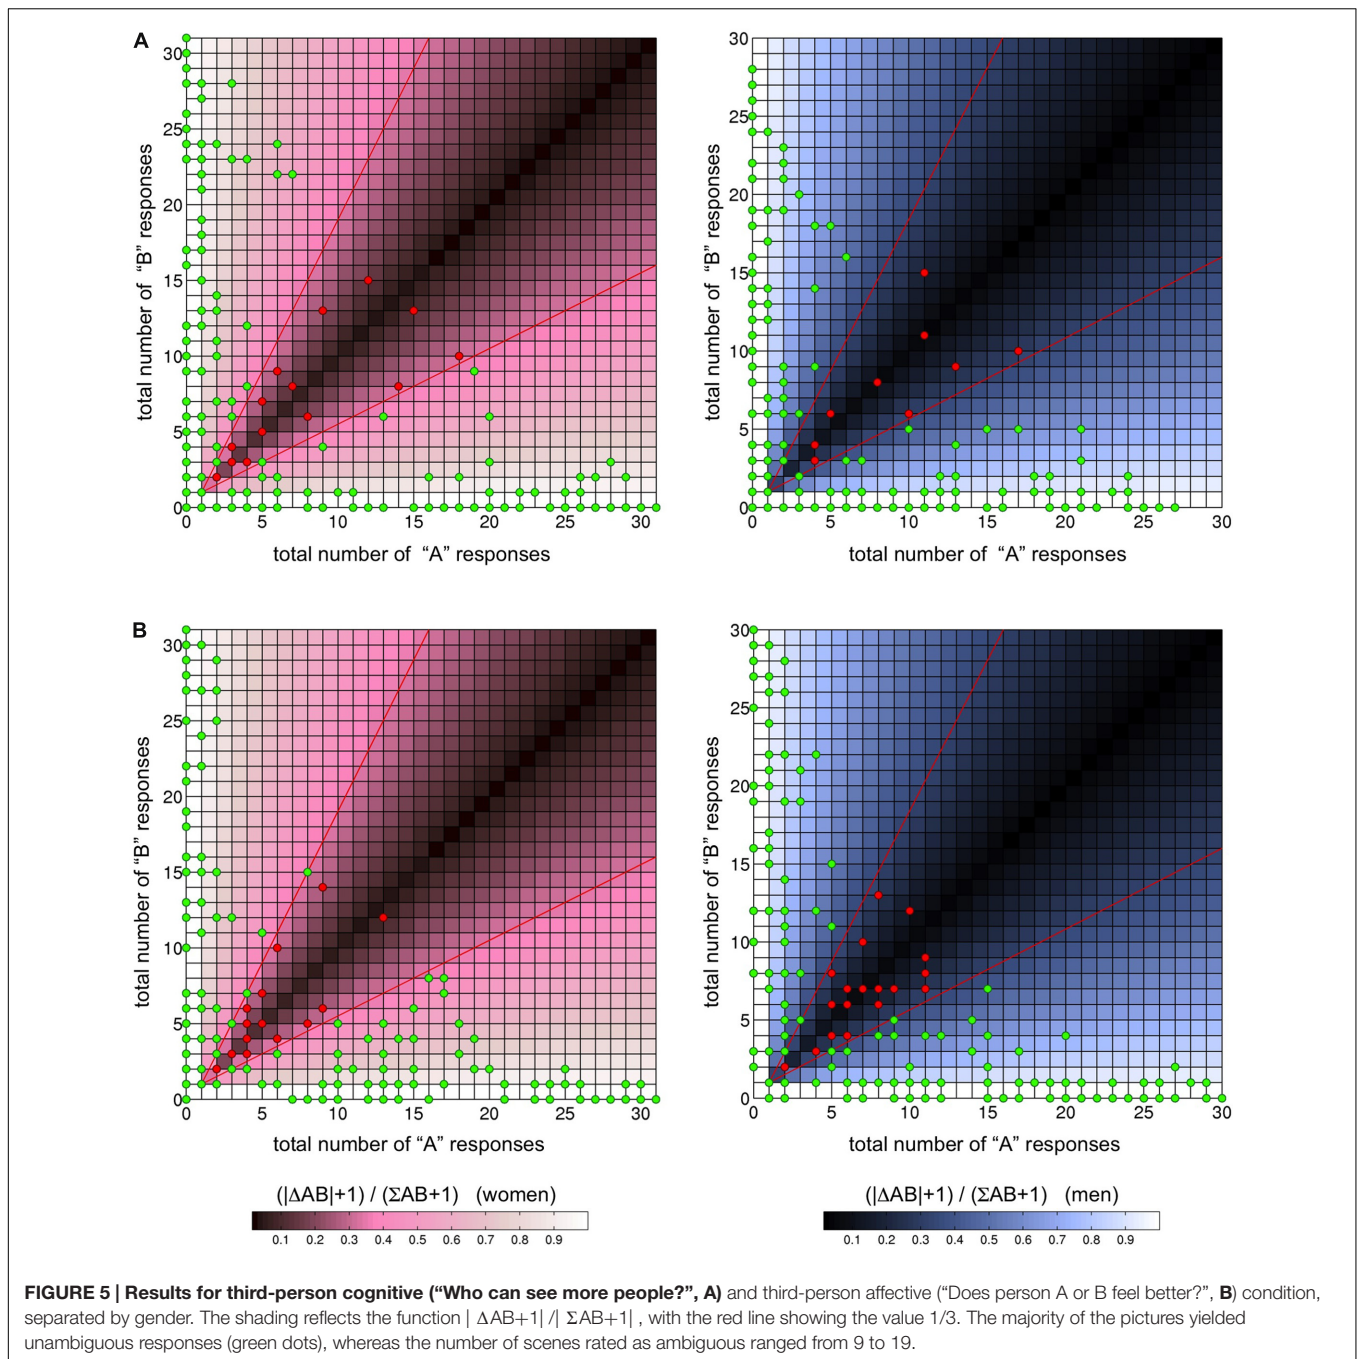 A
31
30
25
20
15
10
5
0
total number of “B” responses
0 5 10 15 20 25 31
total number of “A” responses
30
25
20
15
10
5
0
total number of “B” responses
0 5 10 15 20 25 30
total number of “A” responses
B
31
30
25
20
15
10
5
0
total number of “B” responses
0 5 10 15 20 25 31
total number of “A” responses
30
25
20
15
10
5
0
total number of “B” responses
0 5 10 15 20 25 30
total number of “A” responses
(|ΔAB|+1) / (ΣAB+1) (women)
0.1 0.2 0.3 0.4 0.5 0.6 0.7 0.8 0.9
(|ΔAB|+1) / (ΣAB+1) (men)
0.1 0.2 0.3 0.4 0.5 0.6 0.7 0.8 0.9
FIGURE 5 | Results for third-person cognitive (“Who can see more people?”, A) and third-person affective (“Does person A or B feel better?”, B) condition,
separated by gender. The shading reflects the function | ΔAB+1| /| ΣAB+1| , with the red line showing the value 1/3. The majority of the pictures yielded
unambiguous responses (green dots), whereas the number of scenes rated as ambiguous ranged from 9 to 19.